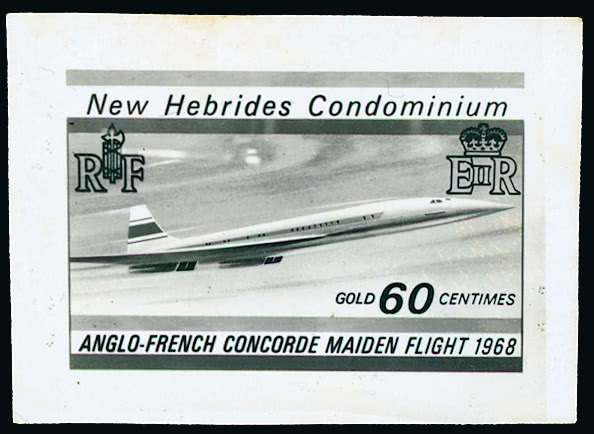 New Hebrides Condominium
RF
EIIR
GOLD 60 CENTIMES
ANGLO-FRENCH CONCORDE MAIDEN FLIGHT 1968